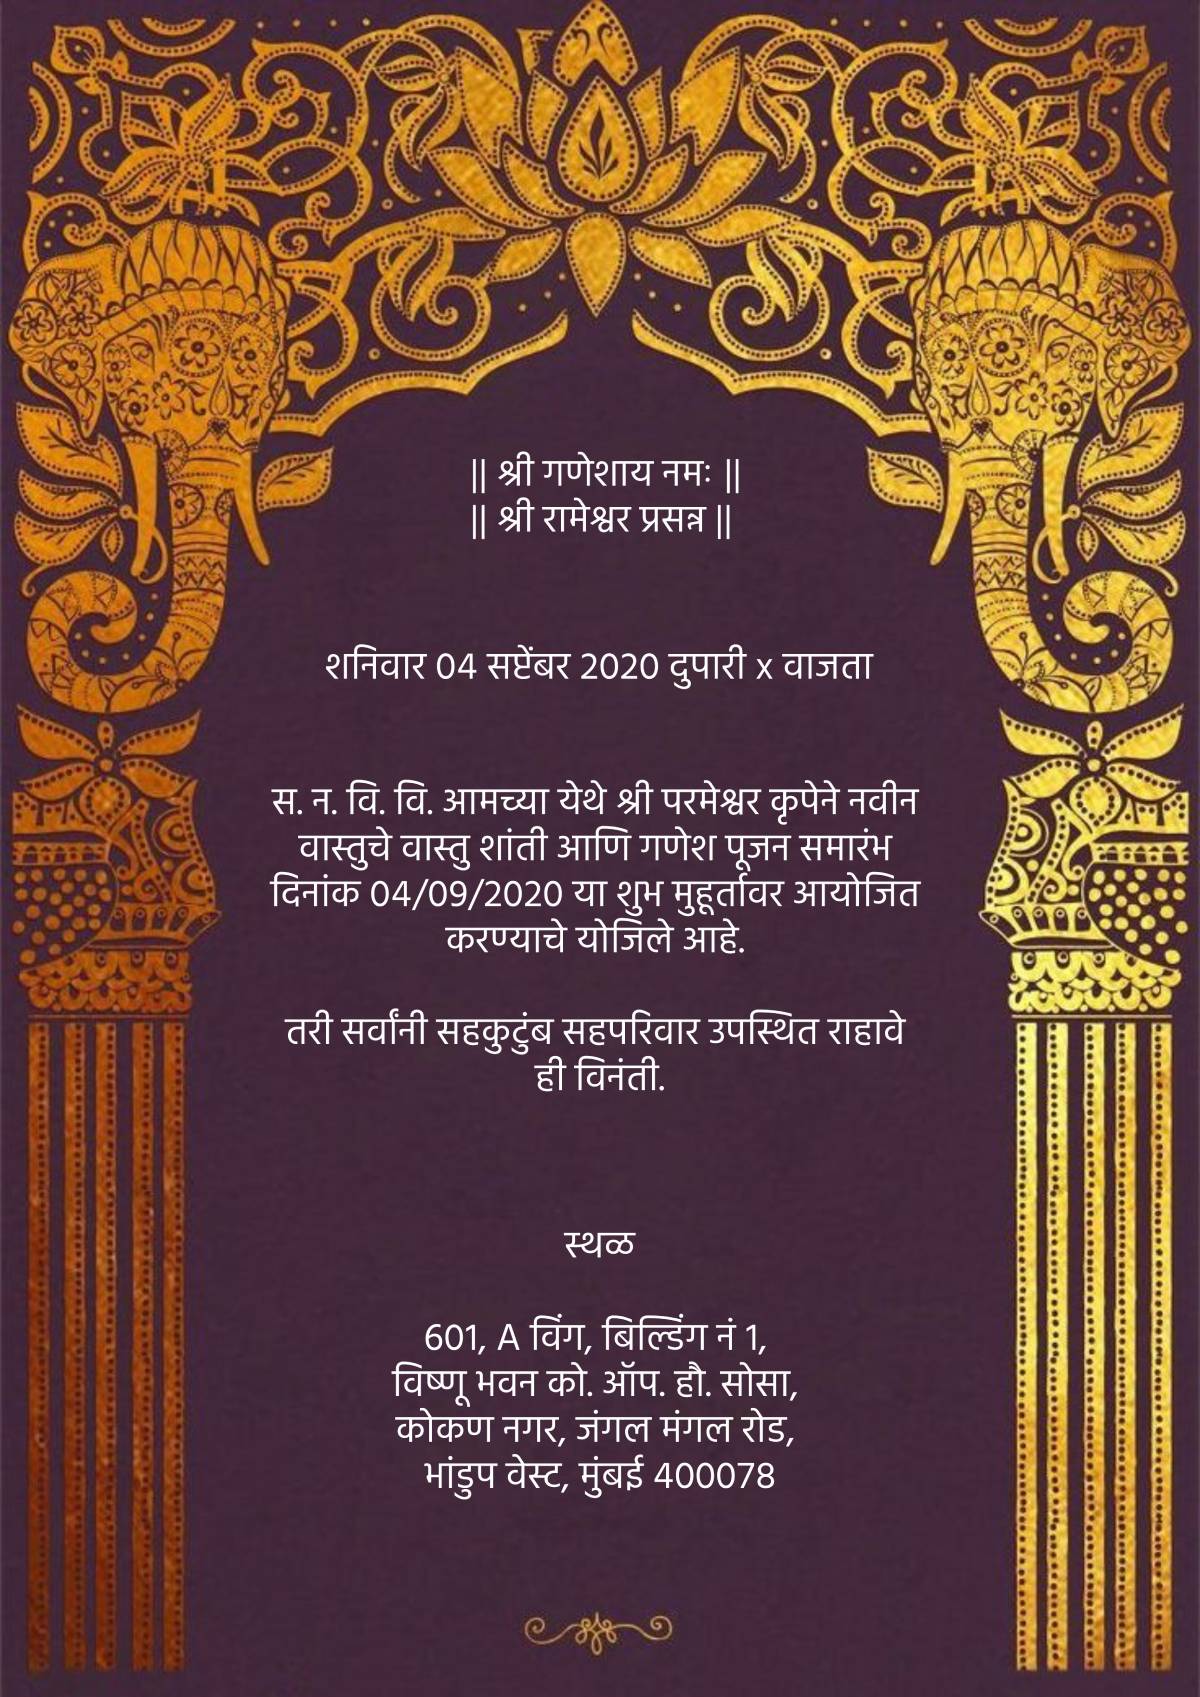 || श्री गणेशाय नमः ||
|| श्री रामेश्वर प्रसन्न ||
शनिवार 04 सप्टेंबर 2020 दुपारी x वाजता
स. न. वि. वि. आमच्या येथे श्री परमेश्वर कृपेने नवीन
वास्तुचे वास्तु शांती आणि गणेश पूजन समारंभ
दिनांक 04/09/2020 या शुभ मुहूर्तावर आयोजित
करण्याचे योजिले आहे.
तरी सर्वांनी सहकुटुंब सहपरिवार उपस्थित राहावे
ही विनंती.
स्थळ
601, A विंग, बिल्डिंग नं 1,
विष्णू भवन को. ऑप. हौ. सोसा,
कोकण नगर, जंगल मंगल रोड,
भांडुप वेस्ट, मुंबई 400078